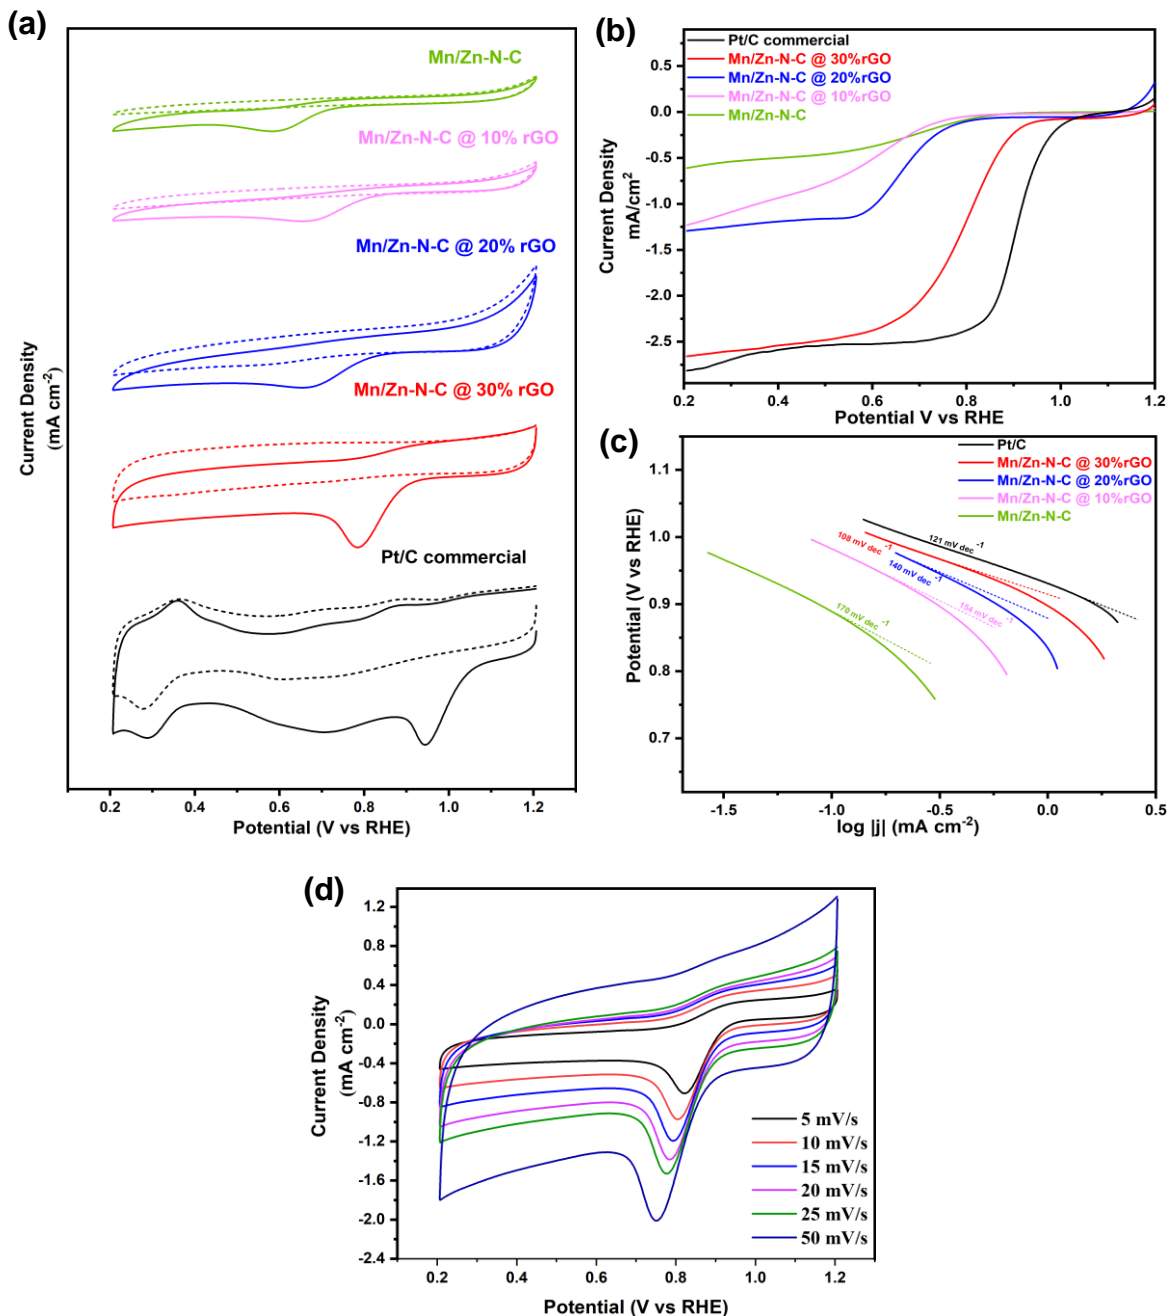 (a)
Mn/Zn-N-C
Mn/Zn-N-C @ 10% rGO
Mn/Zn-N-C @ 20% rGO
Mn/Zn-N-C @ 30% rGO
Pt/C commercial
Current Density
(mA cm-2)
0.2 0.4 0.6 0.8 1.0 1.2
Potential (V vs RHE)
(b)
Pt/C commercial
Mn/Zn-N-C @ 30%rGO
Mn/Zn-N-C @ 20%rGO
Mn/Zn-N-C @ 10%rGO
Mn/Zn-N-C
Current Density
mA/cm2
0.5
0.0
-0.5
-1.0
-1.5
-2.0
-2.5
0.2 0.4 0.6 0.8 1.0 1.2
Potential V vs RHE
(c)
Pt/C
Mn/Zn-N-C @ 30%rGO
Mn/Zn-N-C @ 20%rGO
Mn/Zn-N-C @ 10%rGO
Mn/Zn-N-C
121 mV dec-1
108 mV dec-1
140 mV dec-1
154 mV dec-1
170 mV dec-1
Potential (V vs RHE)
1.1
1.0
0.9
0.8
0.7
-1.5 -1.0 -0.5 0.0 0.5
log |j| (mA cm-2)
(d)
Current Density
(mA cm-2)
1.2
0.8
0.4
0.0
-0.4
-0.8
-1.2
-1.6
-2.0
-2.4
5 mV/s
10 mV/s
15 mV/s
20 mV/s
25 mV/s
50 mV/s
0.2 0.4 0.6 0.8 1.0 1.2
Potential (V vs RHE)